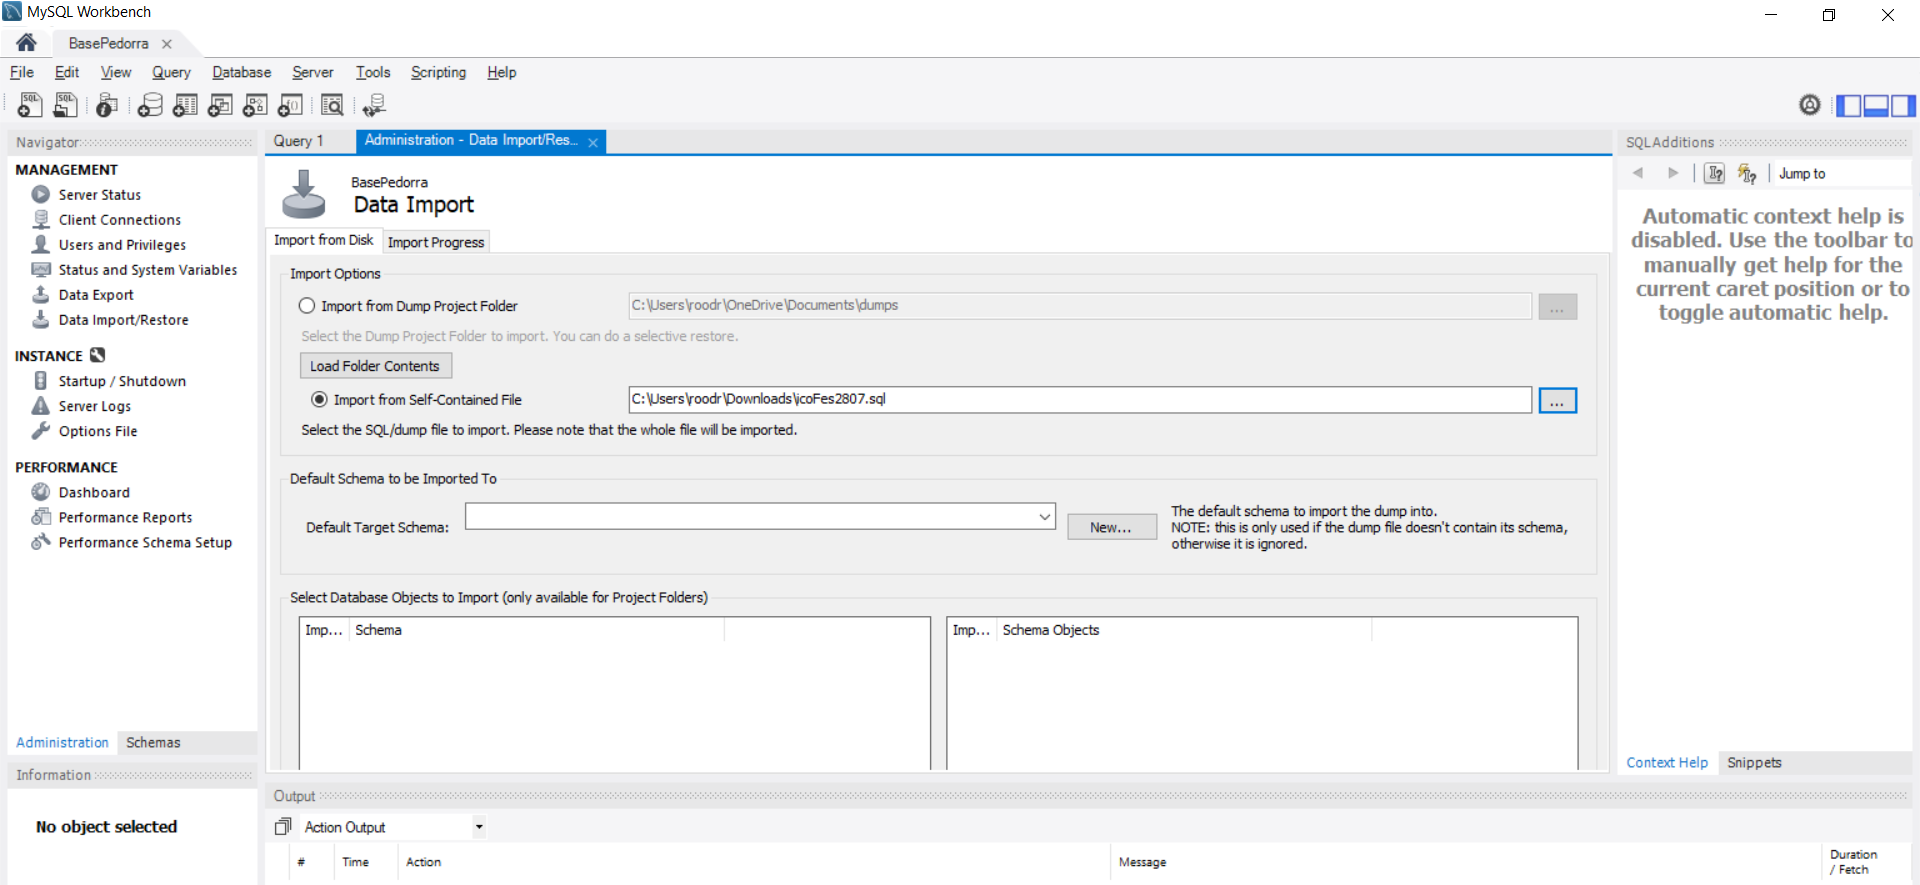 MySQL Workbench
BasePedorra
File Edit View Query Database Server Tools Scripting Help
Navigator
MANAGEMENT
Server Status
Client Connections
Users and Privileges
Status and System Variables
Data Export
Data Import/Restore
INSTANCE
Startup / Shutdown
Server Logs
Options File
PERFORMANCE
Dashboard
Performance Reports
Performance Schema Setup
Administration Schemas
Information
No object selected
Query 1 Administration - Data Import/Res...
BasePedorra
Data Import
Import from Disk Import Progress
Import Options
Import from Dump Project Folder C:\Users\roodr\OneDrive\Documents\dumps ...
Select the Dump Project Folder to import. You can do a selective restore.
Load Folder Contents
Import from Self-Contained File C:\Users\roodr\Downloads\icoFes2807.sql ...
Select the SQL/dump file to import. Please note that the whole file will be imported.
Default Schema to be Imported To
Default Target Schema: New...
The default schema to import the dump into.
NOTE: this is only used if the dump file doesn't contain its schema,
otherwise it is ignored.
Select Database Objects to Import (only available for Project Folders)
Imp... Schema
Imp... Schema Objects
Output
Action Output
# Time Action Message Duration
/ Fetch
SQLAdditions
Jump to
Automatic context help is
disabled. Use the toolbar to
manually get help for the
current caret position or to
toggle automatic help.
Context Help Snippets